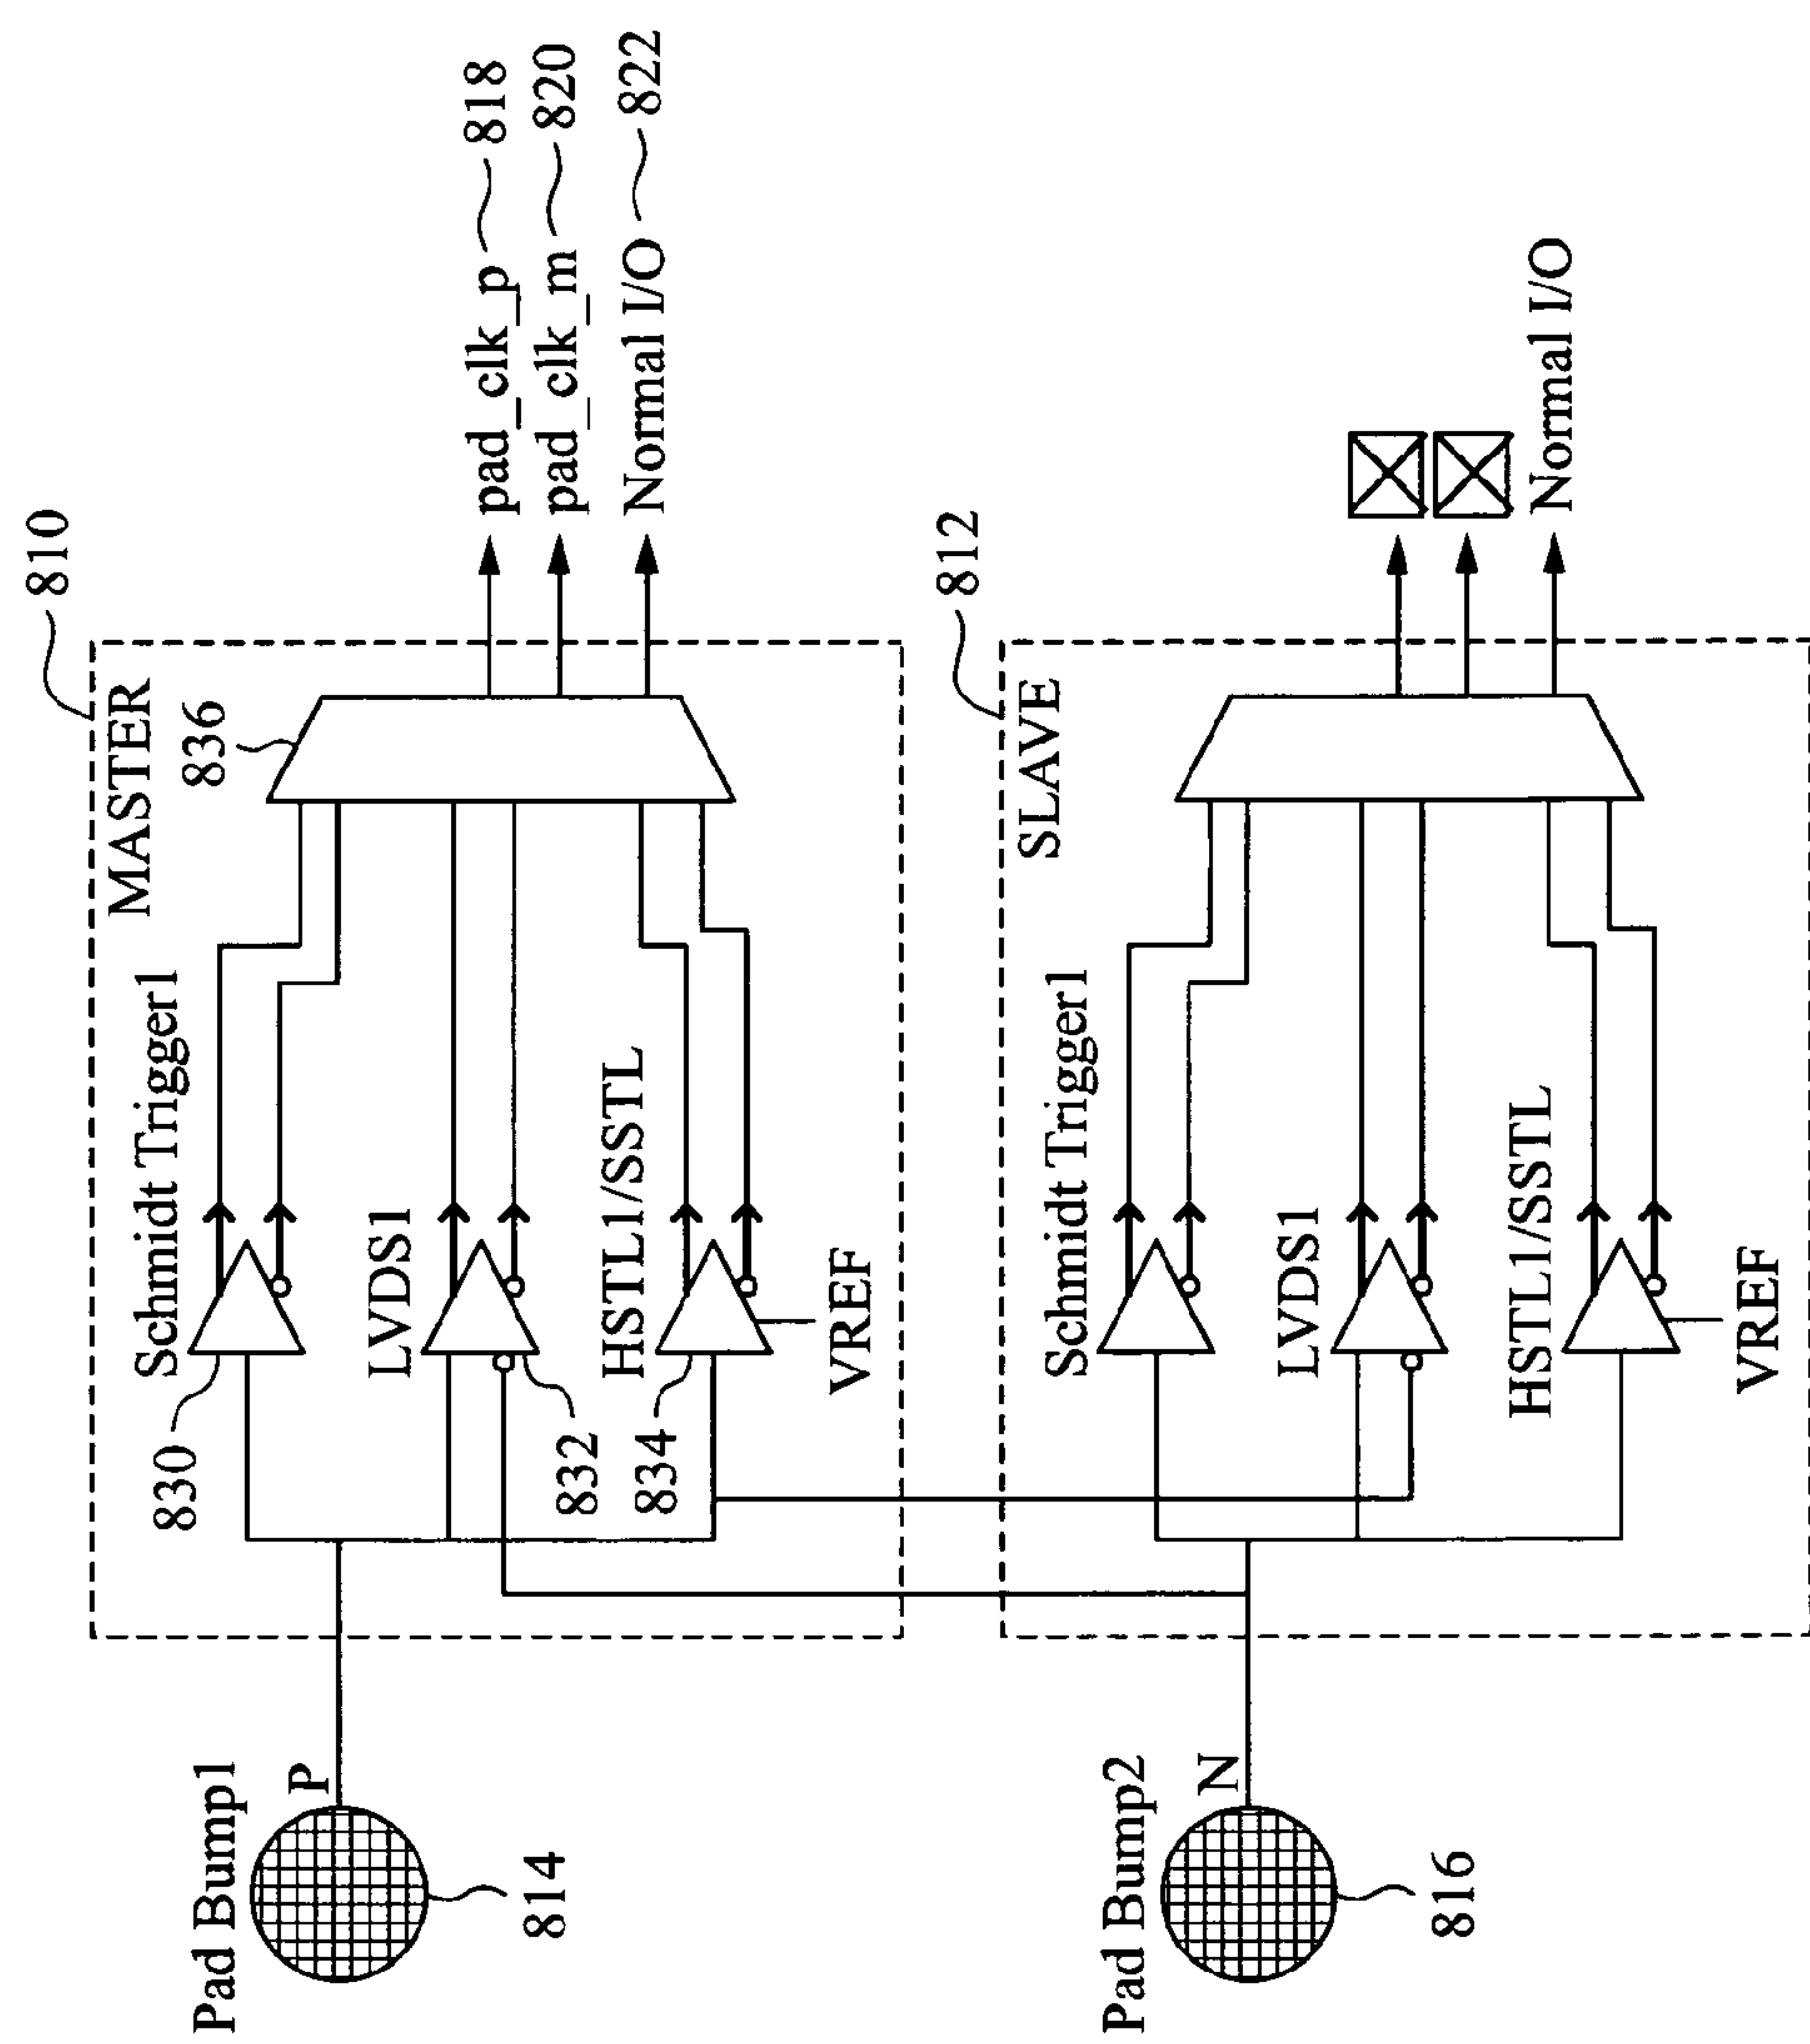 810
MASTER
836
Schmidt Trigger1
830
LVDS1
832
HSTL1/SSTL
834
VREF
Pad Bump1
P
814
pad_clk_p 818
pad_clk_m 820
Normal I/O 822
812
SLAVE
Schmidt Trigger1
LVDS1
HSTL1/SSTL
VREF
Pad Bump2
N
816
Normal I/O